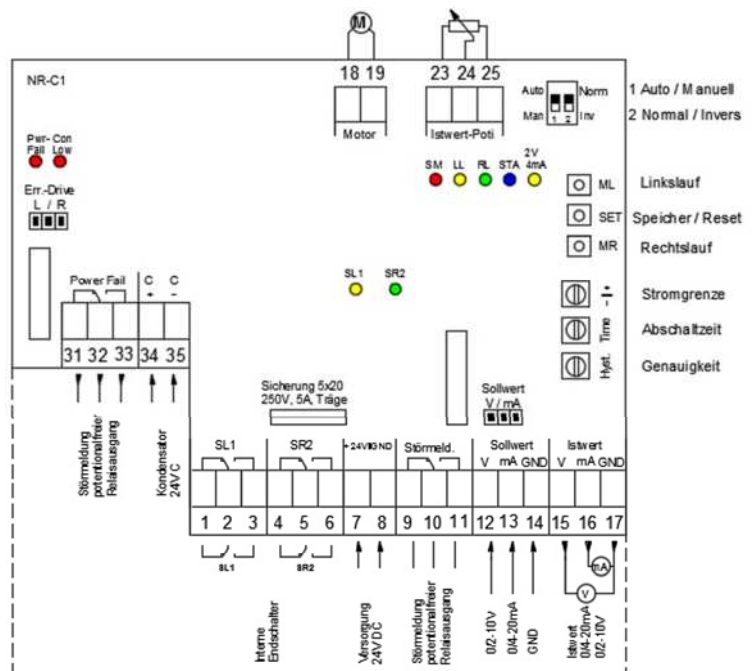 M
18 19
23 24 25
NR-C1
Motor
Istwert-Poti
Auto Norm
Man 1 2 Inv
1 Auto / Manuell
2 Normal / Invers
Pwr- Con
Fail Low
Err.-Drive
L / R
SM LL RL STA 2V 4mA
ML Linkslauf
SET Speicher / Reset
MR Rechtslauf
SL1 SR2
+ - Stromgrenze
Time Abschaltzeit
Hyst. Genauigkeit
Power Fail
C + C -
31 32 33 34 35
Störmeldung
potentionalfreier
Relaisausgang
Kondensator
24V C
Sicherung 5x20
250V, 5A, Träge
Sollwert
V / mA
SL1 SR2 +24V GND Störmeld. Sollwert Istwert
V mA GND V mA GND
1 2 3 4 5 6 7 8 9 10 11 12 13 14 15 16 17
SL1 SR2
mA
V
Interne
Endschalter
Versorgung
24V DC
Störmeldung
potentionalfreier
Relaisausgang
0/2-10V
0/4-20mA
GND
Istwert
0/4-20mA
0/2-10V